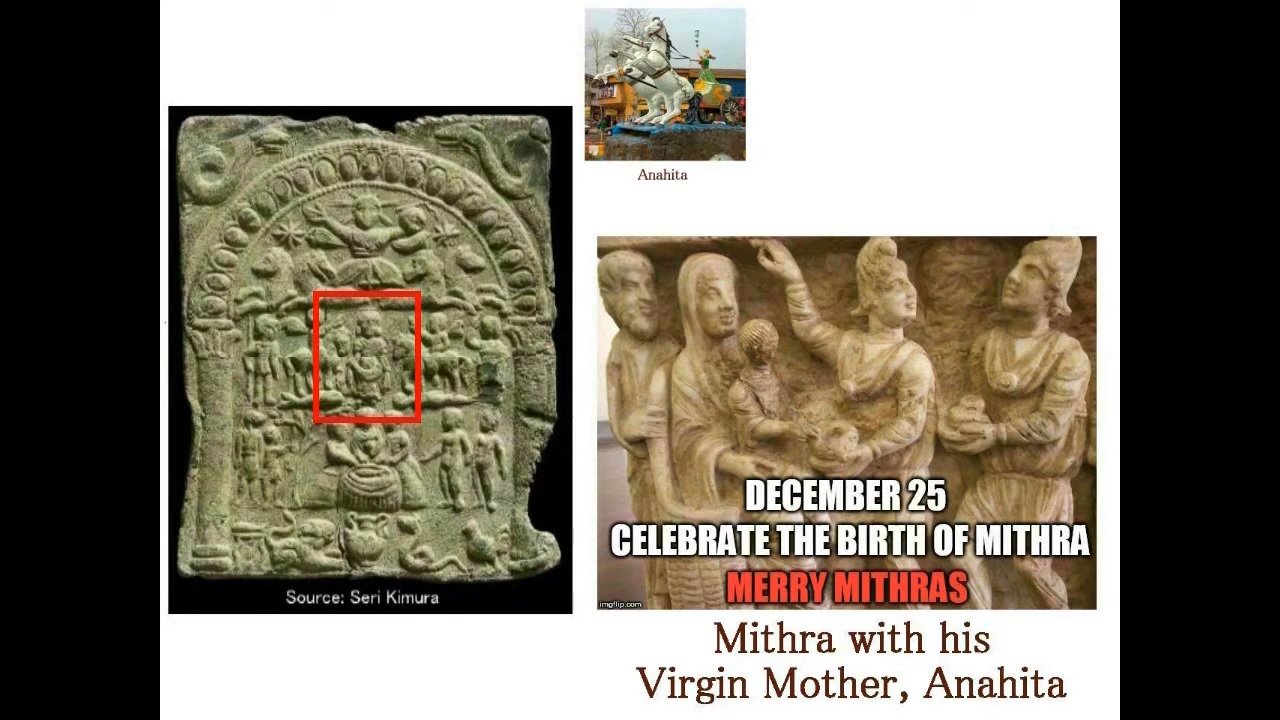 Anahita
Source: Seri Kimura
DECEMBER 25
CELEBRATE THE BIRTH OF MITHRA
MERRY MITHRAS
imgflip.com
Mithra with his
Virgin Mother, Anahita